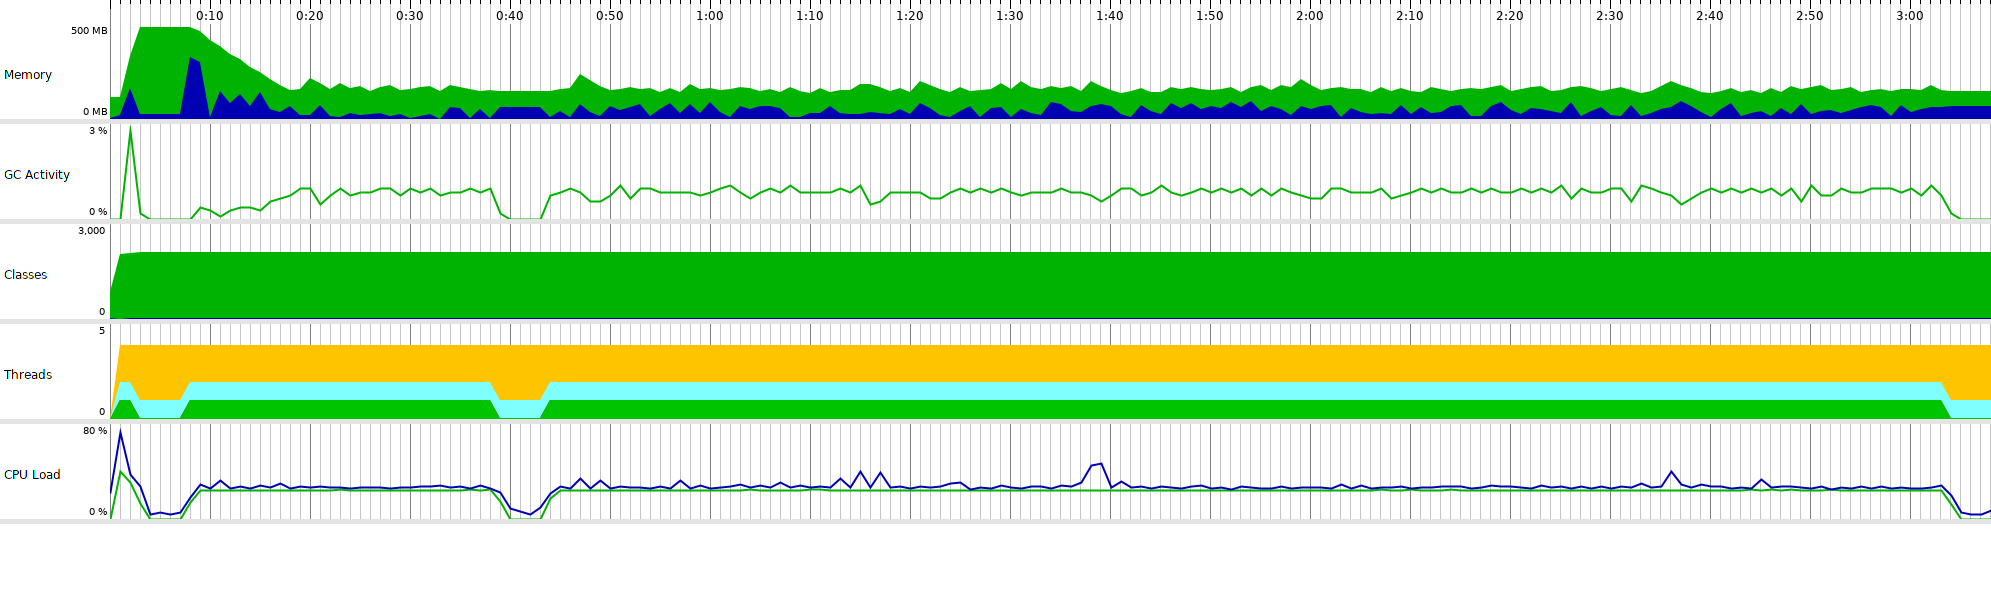 0:10 0:20 0:30 0:40 0:50 1:00 1:10 1:20 1:30 1:40 1:50 2:00 2:10 2:20 2:30 2:40 2:50 3:00
500 MB
Memory
0 MB
3 %
GC Activity
0 %
3,000
Classes
0
5
Threads
0
80 %
CPU Load
0 %